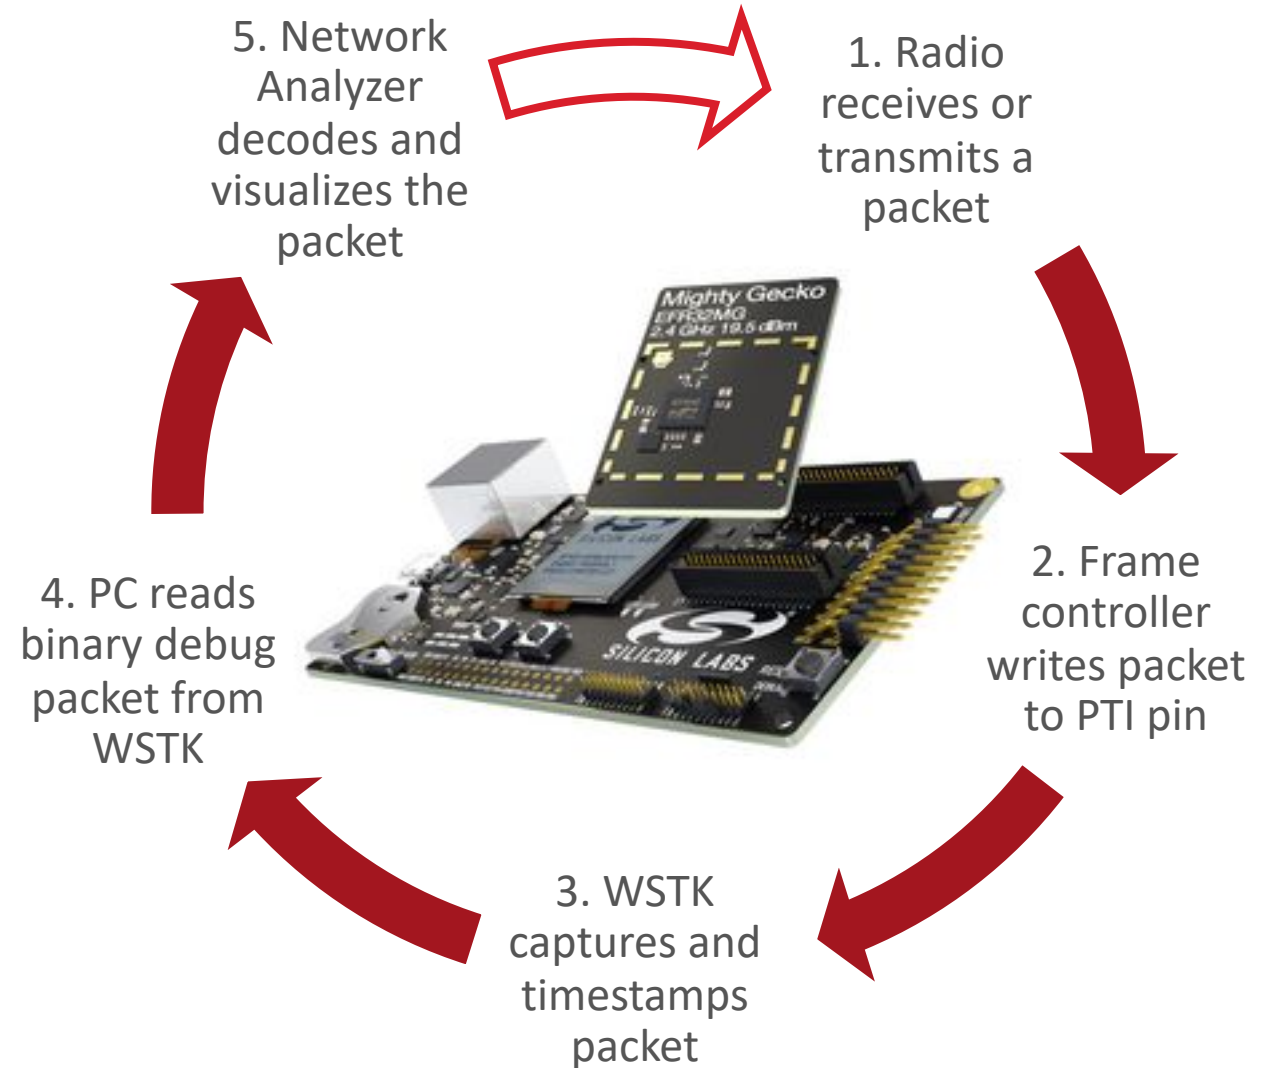 5. Network
Analyzer
decodes and
visualizes the
packet
1. Radio
receives or
transmits a
packet
Mighty Gecko
EFR32MG
2.4 GHz 19.5 dBm
SILICON LABS
SILICON LABS
2. Frame
controller
writes packet
to PTI pin
4. PC reads
binary debug
packet from
WSTK
3. WSTK
captures and
timestamps
packet